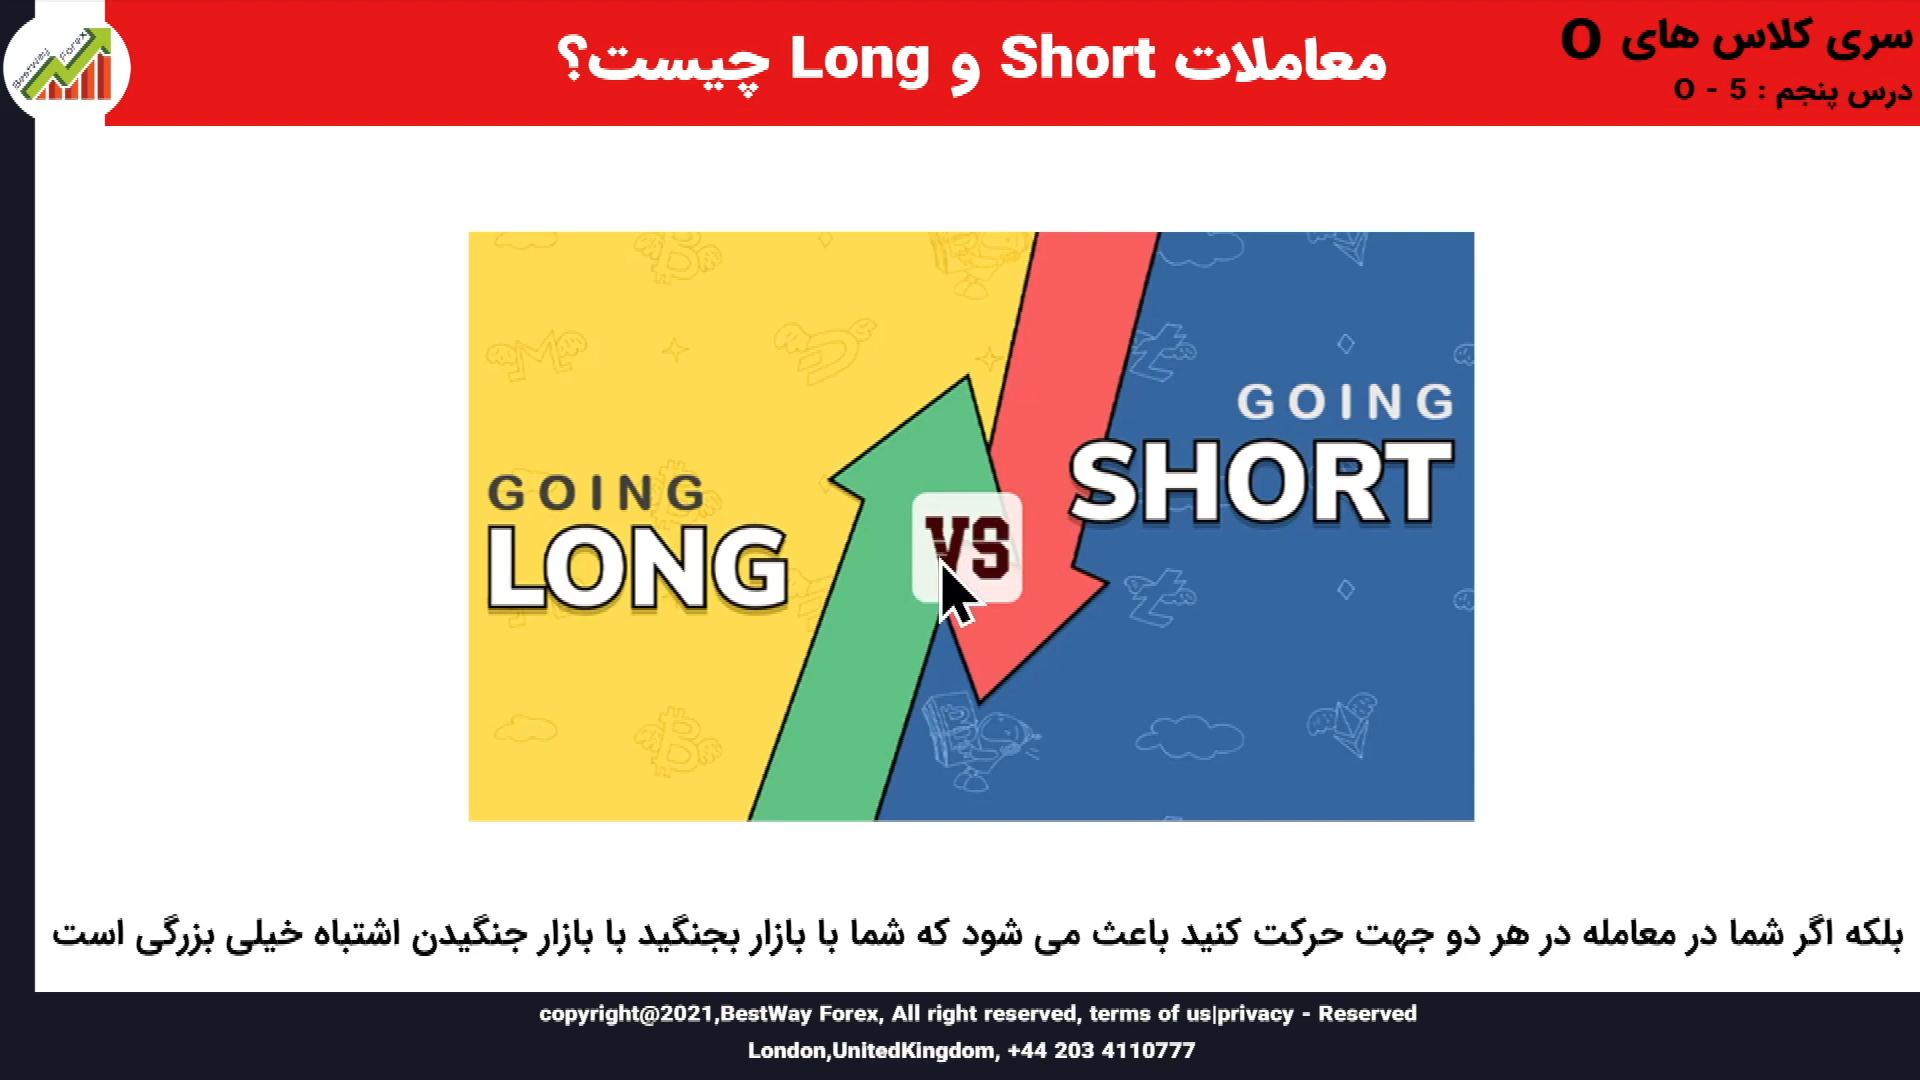 سری کلاس های O
درس پنجم : 5 - O
معاملات Short و Long چیست؟
BestWay Forex
GOING
LONG
VS
GOING
SHORT
بلکه اگر شما در معامله در هر دو جهت حرکت کنید باعث می شود که شما با بازار بجنگید با بازار جنگیدن اشتباه خیلی بزرگی است
copyright@2021,BestWay Forex, All right reserved, terms of us|privacy - Reserved
London,UnitedKingdom, +44 203 4110777